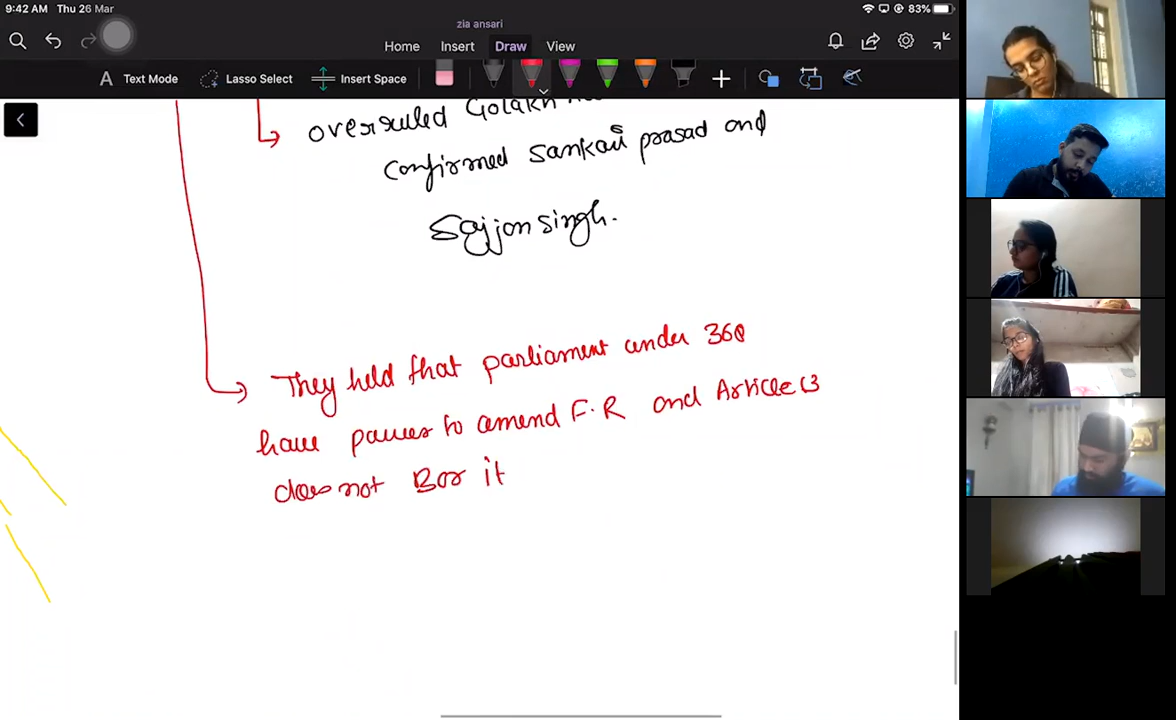 9:42 AM Thu 26 Mar
zia ansari
83%
Home Insert Draw View
Text Mode Lasso Select Insert Space
overruled Golakh
confirmed Sankari prasad and
Sajjan singh.
They held that parliament under 368
have powers to amend F.R and Article 13
does not Bar it